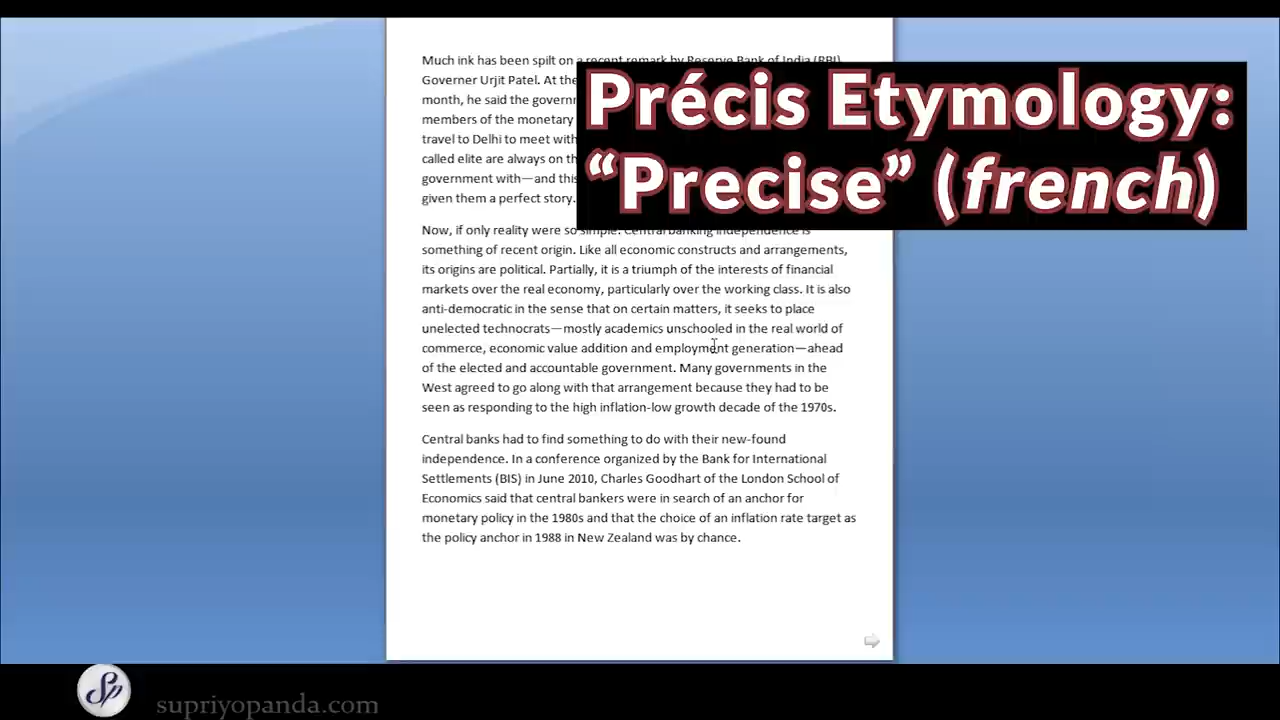 Much ink has been spilt on a recent remark by Reserve Bank of India (RBI)
Governer Urjit Patel. At the
month, he said the governm
members of the monetary
travel to Delhi to meet with
called elite are always on th
government with—and this
given them a perfect story.
Précis Etymology:
“Precise” (french)
Now, if only reality were so simple. Central banking independence is
something of recent origin. Like all economic constructs and arrangements,
its origins are political. Partially, it is a triumph of the interests of financial
markets over the real economy, particularly over the working class. It is also
anti-democratic in the sense that on certain matters, it seeks to place
unelected technocrats—mostly academics unschooled in the real world of
commerce, economic value addition and employment generation—ahead
of the elected and accountable government. Many governments in the
West agreed to go along with that arrangement because they had to be
seen as responding to the high inflation-low growth decade of the 1970s.
Central banks had to find something to do with their new-found
independence. In a conference organized by the Bank for International
Settlements (BIS) in June 2010, Charles Goodhart of the London School of
Economics said that central bankers were in search of an anchor for
monetary policy in the 1980s and that the choice of an inflation rate target as
the policy anchor in 1988 in New Zealand was by chance.
Sp
supriyopanda.com